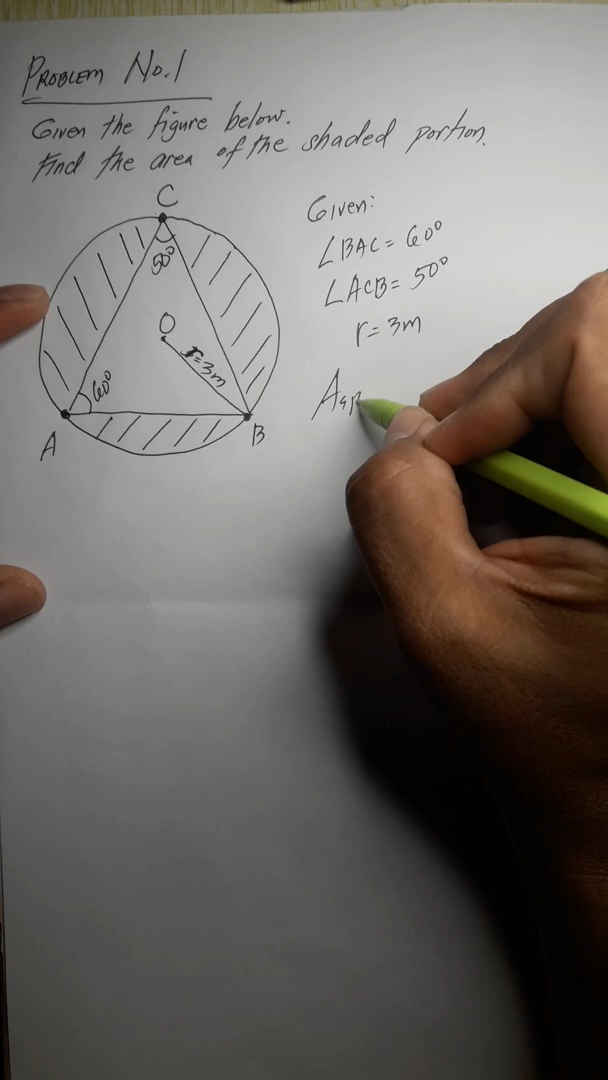 PROBLEM No.1
Given the figure below.
Find the area of the shaded portion.
C
50°
O
r=3m
60°
A
B
Given:
∠BAC= 60°
∠ACB= 50°
r= 3m